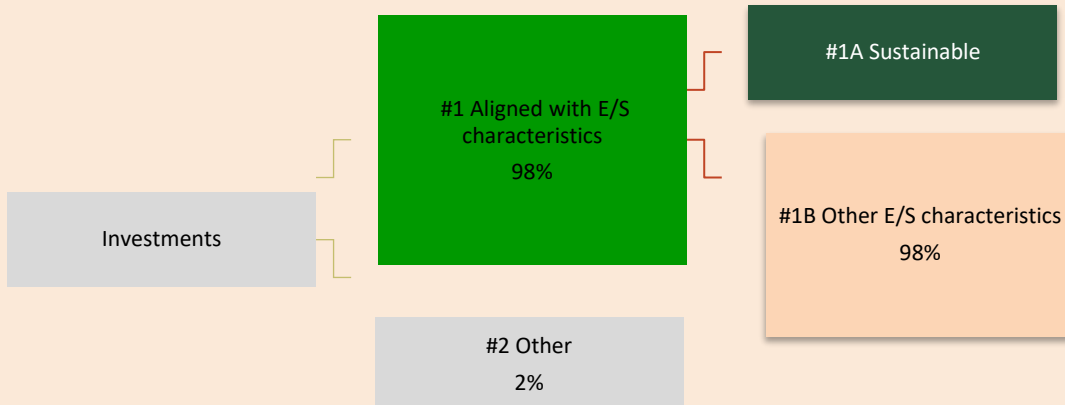 Investments
#1 Aligned with E/S
characteristics
98%
#2 Other
2%
#1A Sustainable
#1B Other E/S characteristics
98%